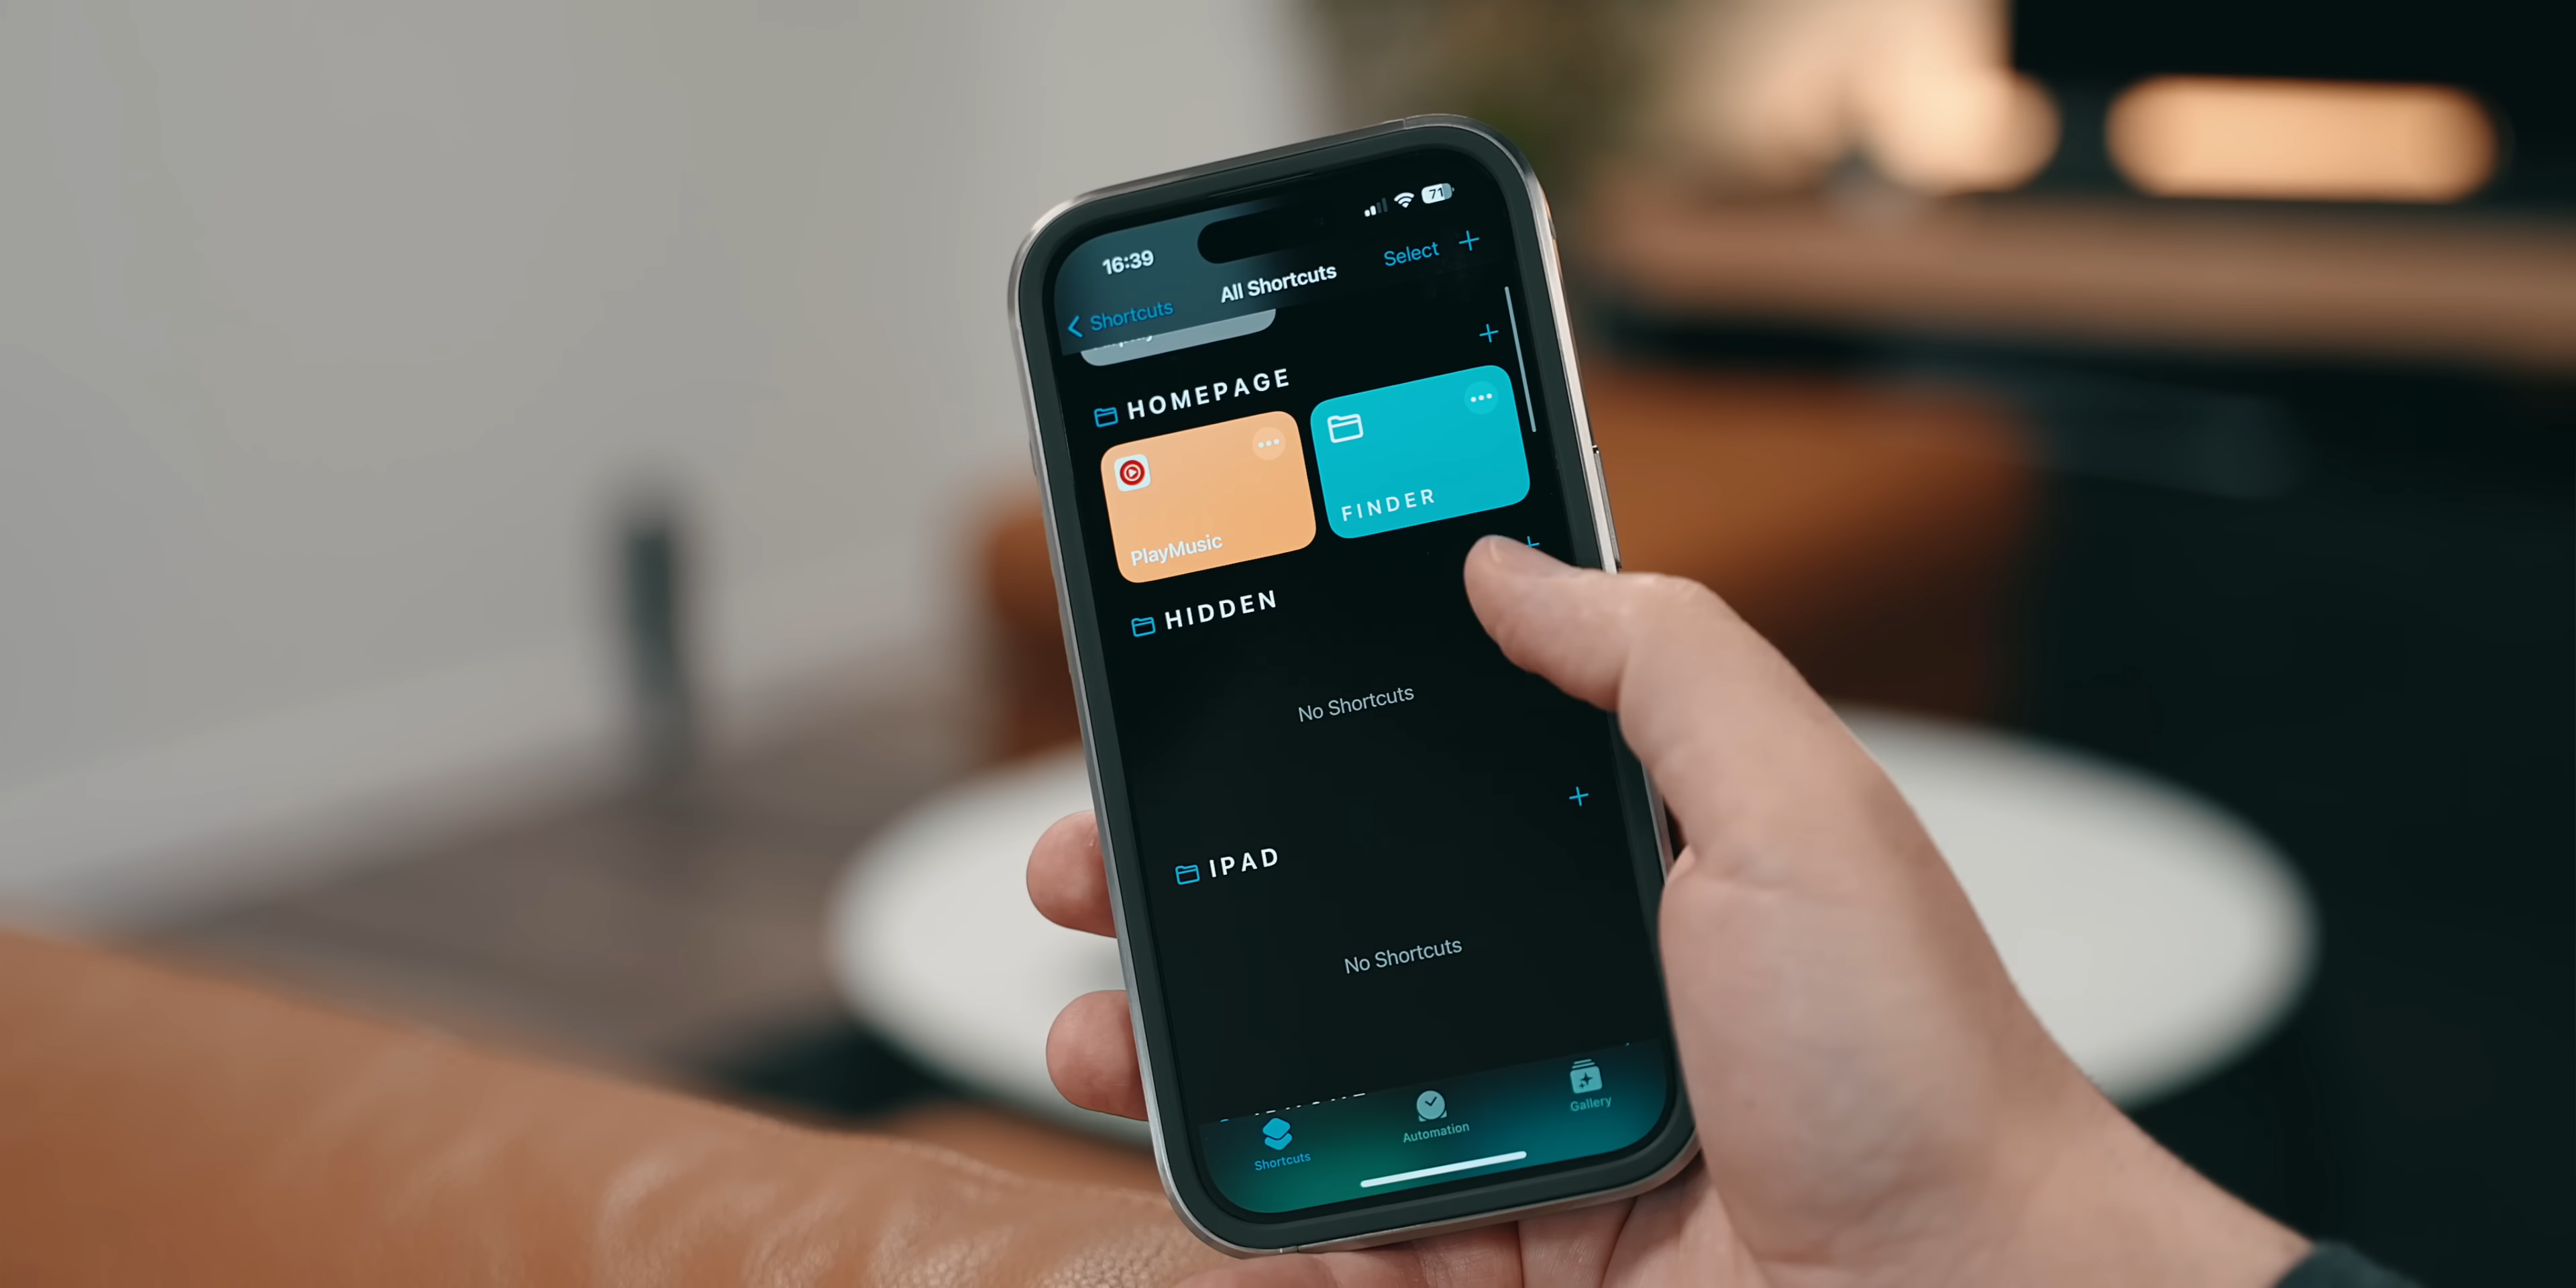 16:39
71
Shortcuts
All Shortcuts
Select +
+
HOMEPAGE
PlayMusic
FINDER
+
HIDDEN
No Shortcuts
+
IPAD
No Shortcuts
Shortcuts
Automation
Gallery